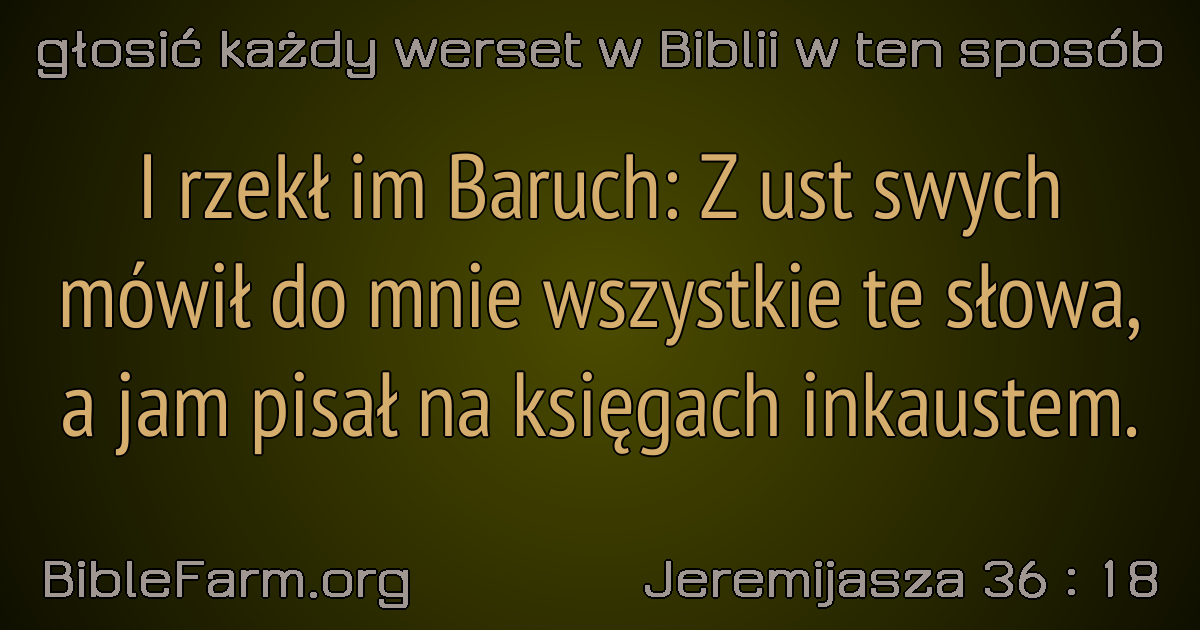 głosić każdy werset w Biblii w ten sposób
I rzekł im Baruch: Z ust swych
mówił do mnie wszystkie te słowa,
a jam pisał na księgach inkaustem.
BibleFarm.org
Jeremijasza 36 : 18